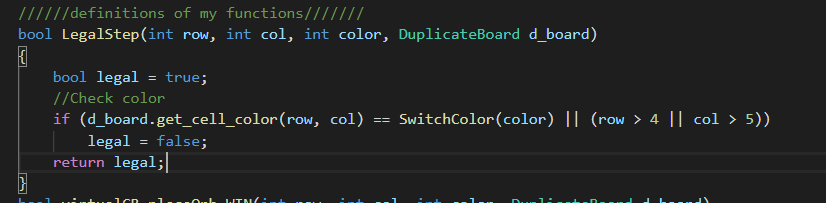 //////definitions of my functions///////
bool LegalStep(int row, int col, int color, DuplicateBoard d_board)
{
    bool legal = true;
    //Check color
    if (d_board.get_cell_color(row, col) == SwitchColor(color) || (row > 4 || col > 5))
        legal = false;
    return legal;
}
bool virtualCB_placeOrb_WIN(int row, int col, int color, DuplicateBoard d_board)